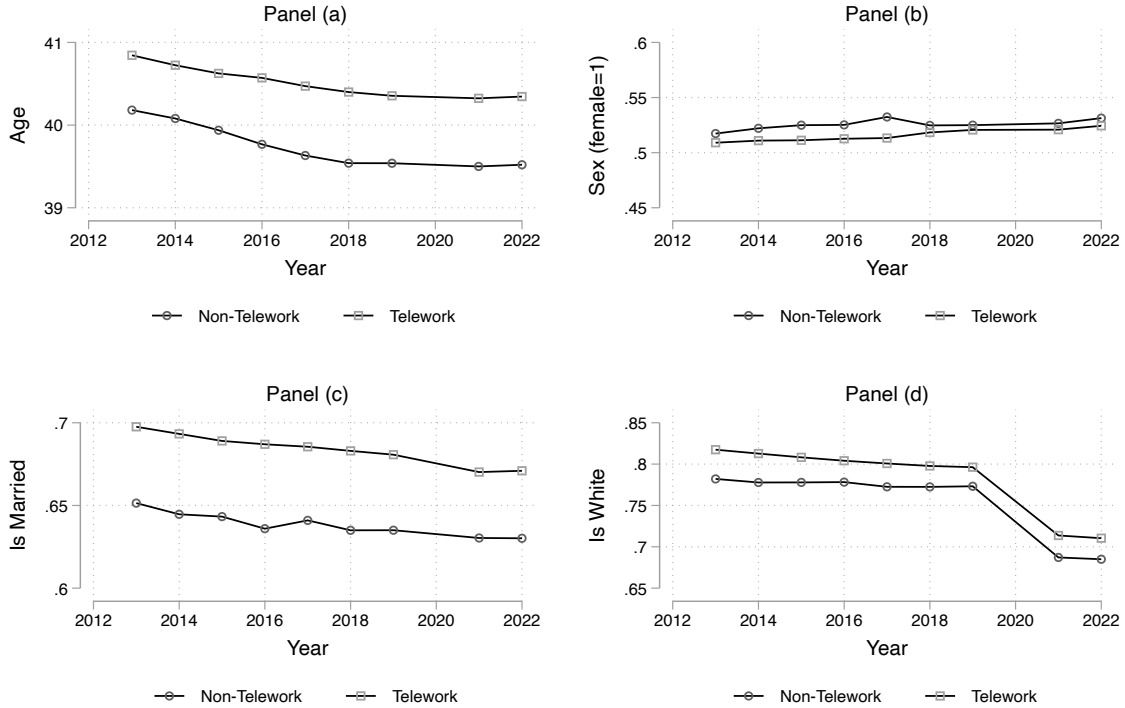 Panel (a)
41
40
39
Age
2012 2014 2016 2018 2020 2022
Year
Non-Telework Telework
Panel (b)
.6
.55
.5
.45
Sex (female=1)
2012 2014 2016 2018 2020 2022
Year
Non-Telework Telework
Panel (c)
.7
.65
.6
Is Married
2012 2014 2016 2018 2020 2022
Year
Non-Telework Telework
Panel (d)
.85
.8
.75
.7
.65
Is White
2012 2014 2016 2018 2020 2022
Year
Non-Telework Telework